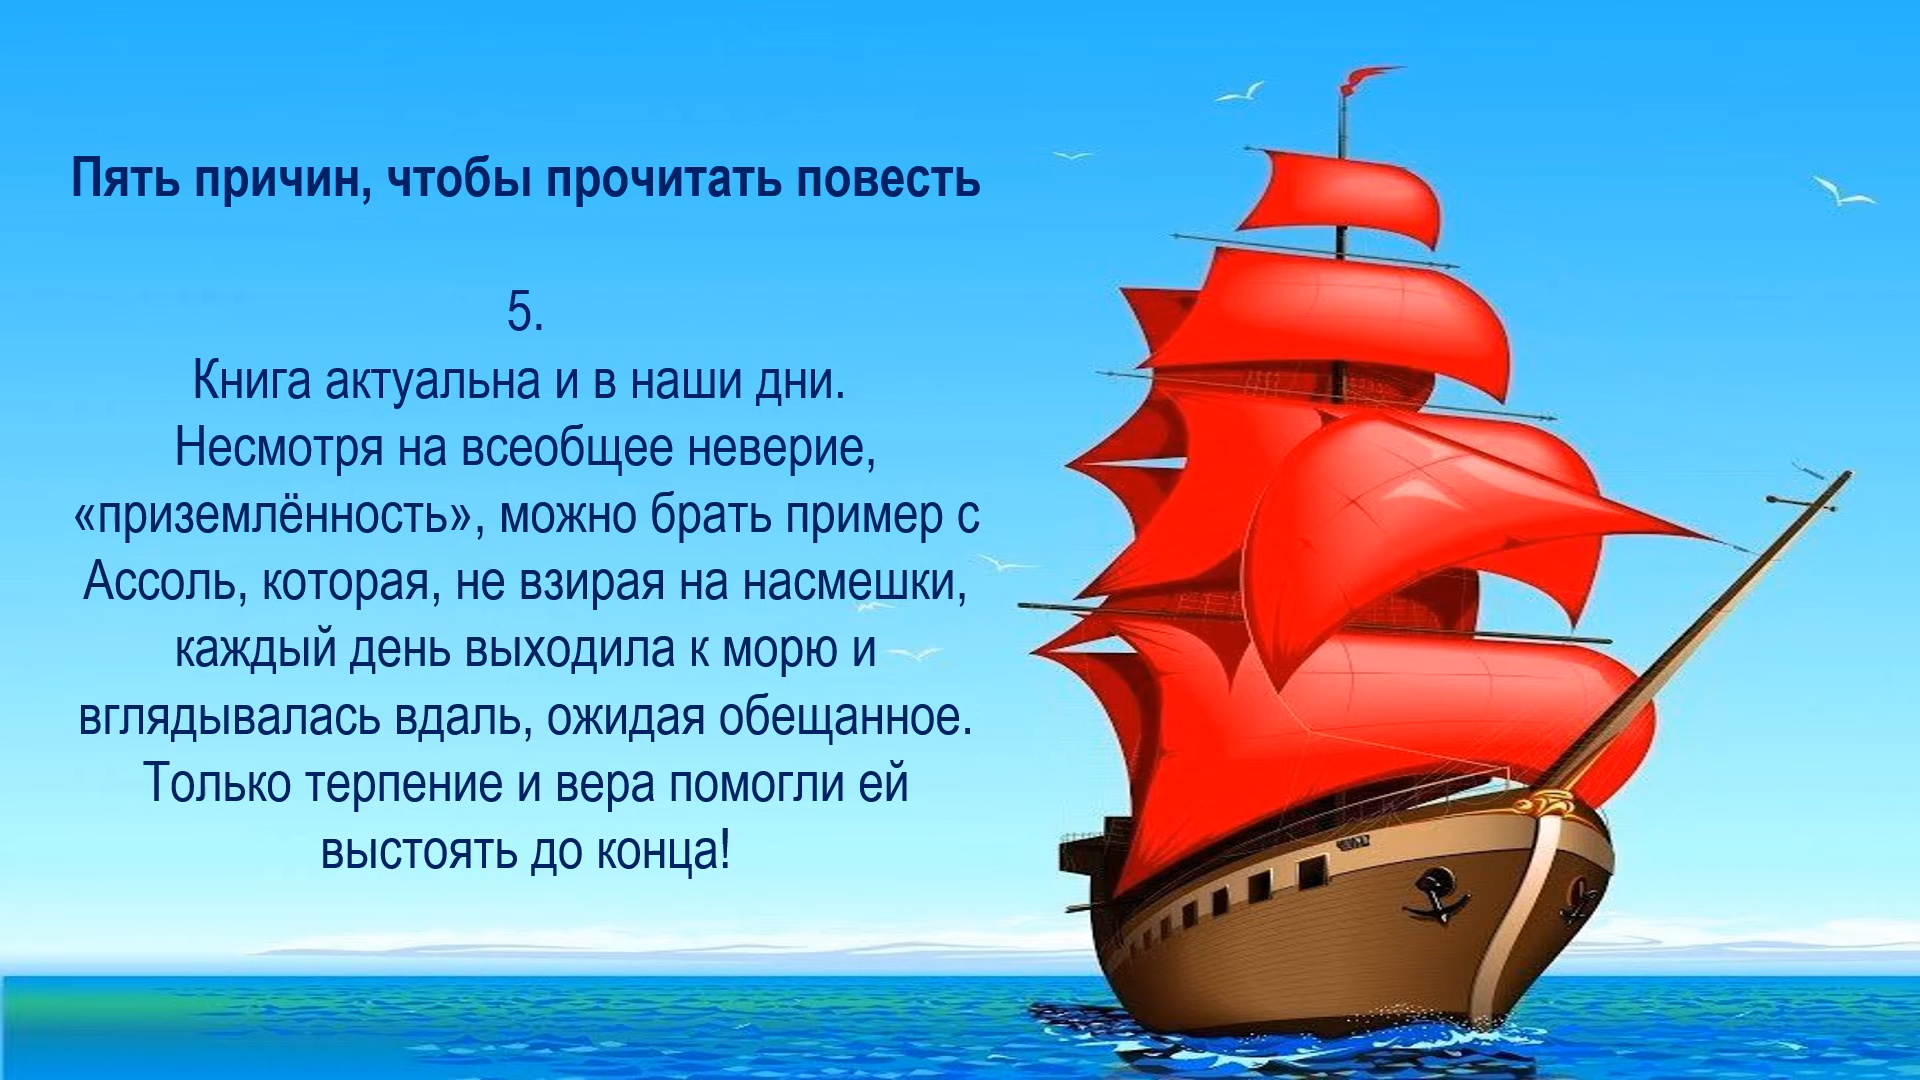 Пять причин, чтобы прочитать повесть
5.
Книга актуальна и в наши дни.
Несмотря на всеобщее неверие,
«приземлённость», можно брать пример с
Ассоль, которая, не взирая на насмешки,
каждый день выходила к морю и
вглядывалась вдаль, ожидая обещанное.
Только терпение и вера помогли ей
выстоять до конца!